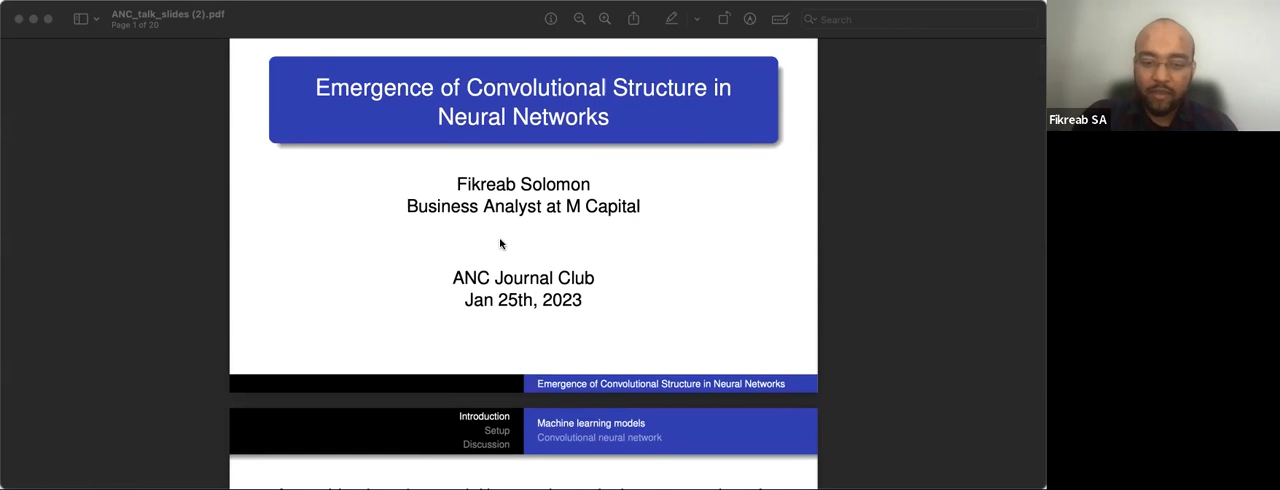 ANC_talk_slides (2).pdf
Page 1 of 20
Search
Emergence of Convolutional Structure in
Neural Networks
Fikreab Solomon
Business Analyst at M Capital
ANC Journal Club
Jan 25th, 2023
Emergence of Convolutional Structure in Neural Networks
Introduction
Setup
Discussion
Machine learning models
Convolutional neural network
Fikreab SA